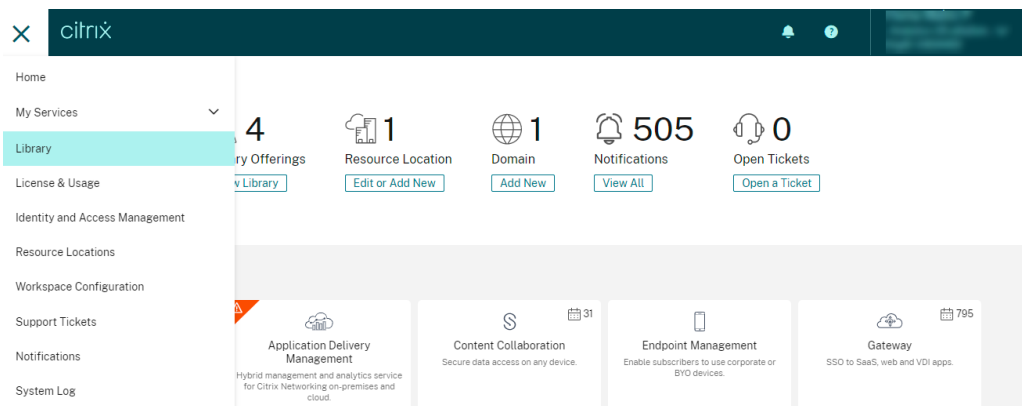 citrix
Home
My Services
Library
License & Usage
Identity and Access Management
Resource Locations
Workspace Configuration
Support Tickets
Notifications
System Log
4
ry Offerings
w Library
1
Resource Location
Edit or Add New
1
Domain
Add New
505
Notifications
View All
0
Open Tickets
Open a Ticket
Application Delivery
Management
Hybrid management and analytics service
for Citrix Networking on-premises and
cloud.
31
Content Collaboration
Secure data access on any device.
Endpoint Management
Enable subscribers to use corporate or
BYO devices.
795
Gateway
SSO to SaaS, web and VDI apps.